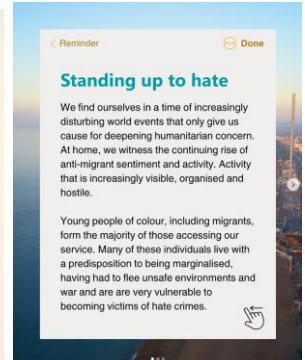 Reminder
Done
Standing up to hate
We find ourselves in a time of increasingly
disturbing world events that only give us
cause for deepening humanitarian concern.
At home, we witness the continuing rise of
anti-migrant sentiment and activity. Activity
that is increasingly visible, organised and
hostile.
Young people of colour, including migrants,
form the majority of those accessing our
service. Many of these individuals live with
a predisposition to being marginalised,
having had to flee unsafe environments and
war and are are very vulnerable to
becoming victims of hate crimes.